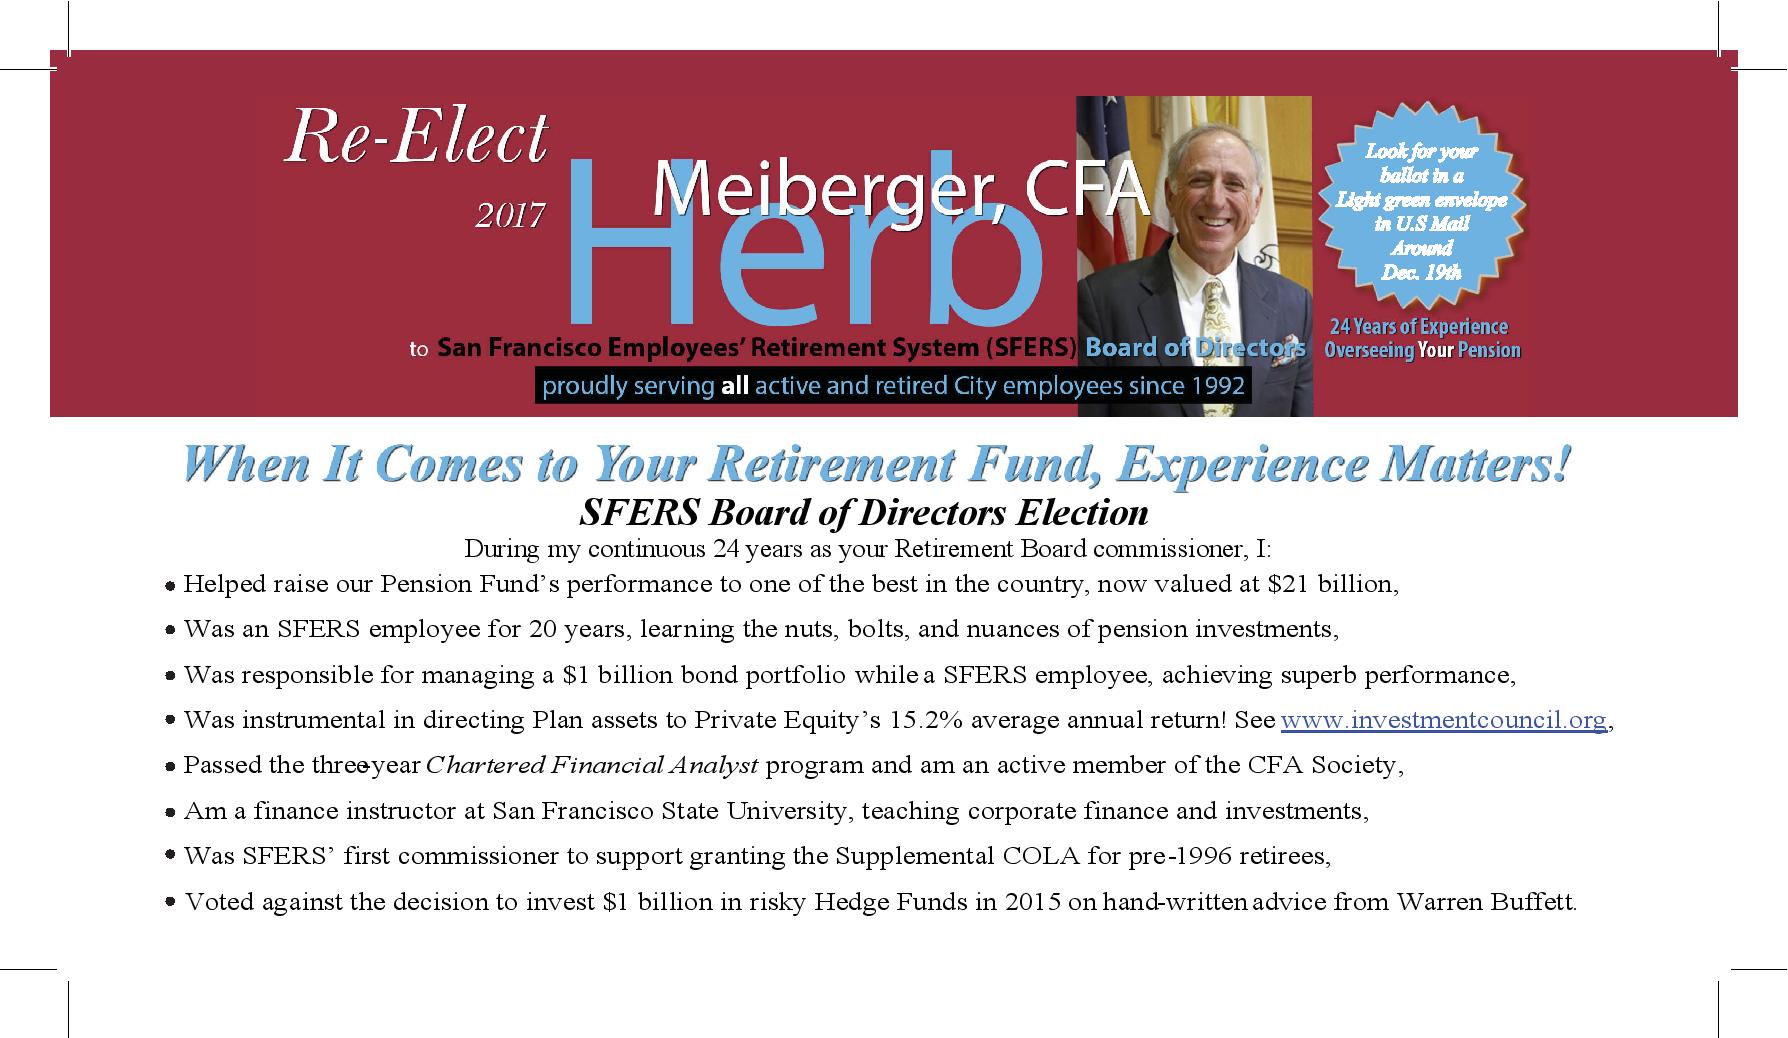 Re-Elect
2017
Herb
Meiberger, CFA
to San Francisco Employees' Retirement System (SFERS) Board of Directors
proudly serving all active and retired City employees since 1992
Look for your
ballot in a
Light green envelope
in U.S Mail
Around
Dec. 19th
24 Years of Experience
Overseeing Your Pension
When It Comes to Your Retirement Fund, Experience Matters!
SFERS Board of Directors Election
During my continuous 24 years as your Retirement Board commissioner, I:
• Helped raise our Pension Fund's performance to one of the best in the country, now valued at $21 billion,
• Was an SFERS employee for 20 years, learning the nuts, bolts, and nuances of pension investments,
• Was responsible for managing a $1 billion bond portfolio while a SFERS employee, achieving superb performance,
• Was instrumental in directing Plan assets to Private Equity's 15.2% average annual return! See www.investmentcouncil.org,
• Passed the three-year Chartered Financial Analyst program and am an active member of the CFA Society,
• Am a finance instructor at San Francisco State University, teaching corporate finance and investments,
• Was SFERS' first commissioner to support granting the Supplemental COLA for pre-1996 retirees,
• Voted against the decision to invest $1 billion in risky Hedge Funds in 2015 on hand-written advice from Warren Buffett.